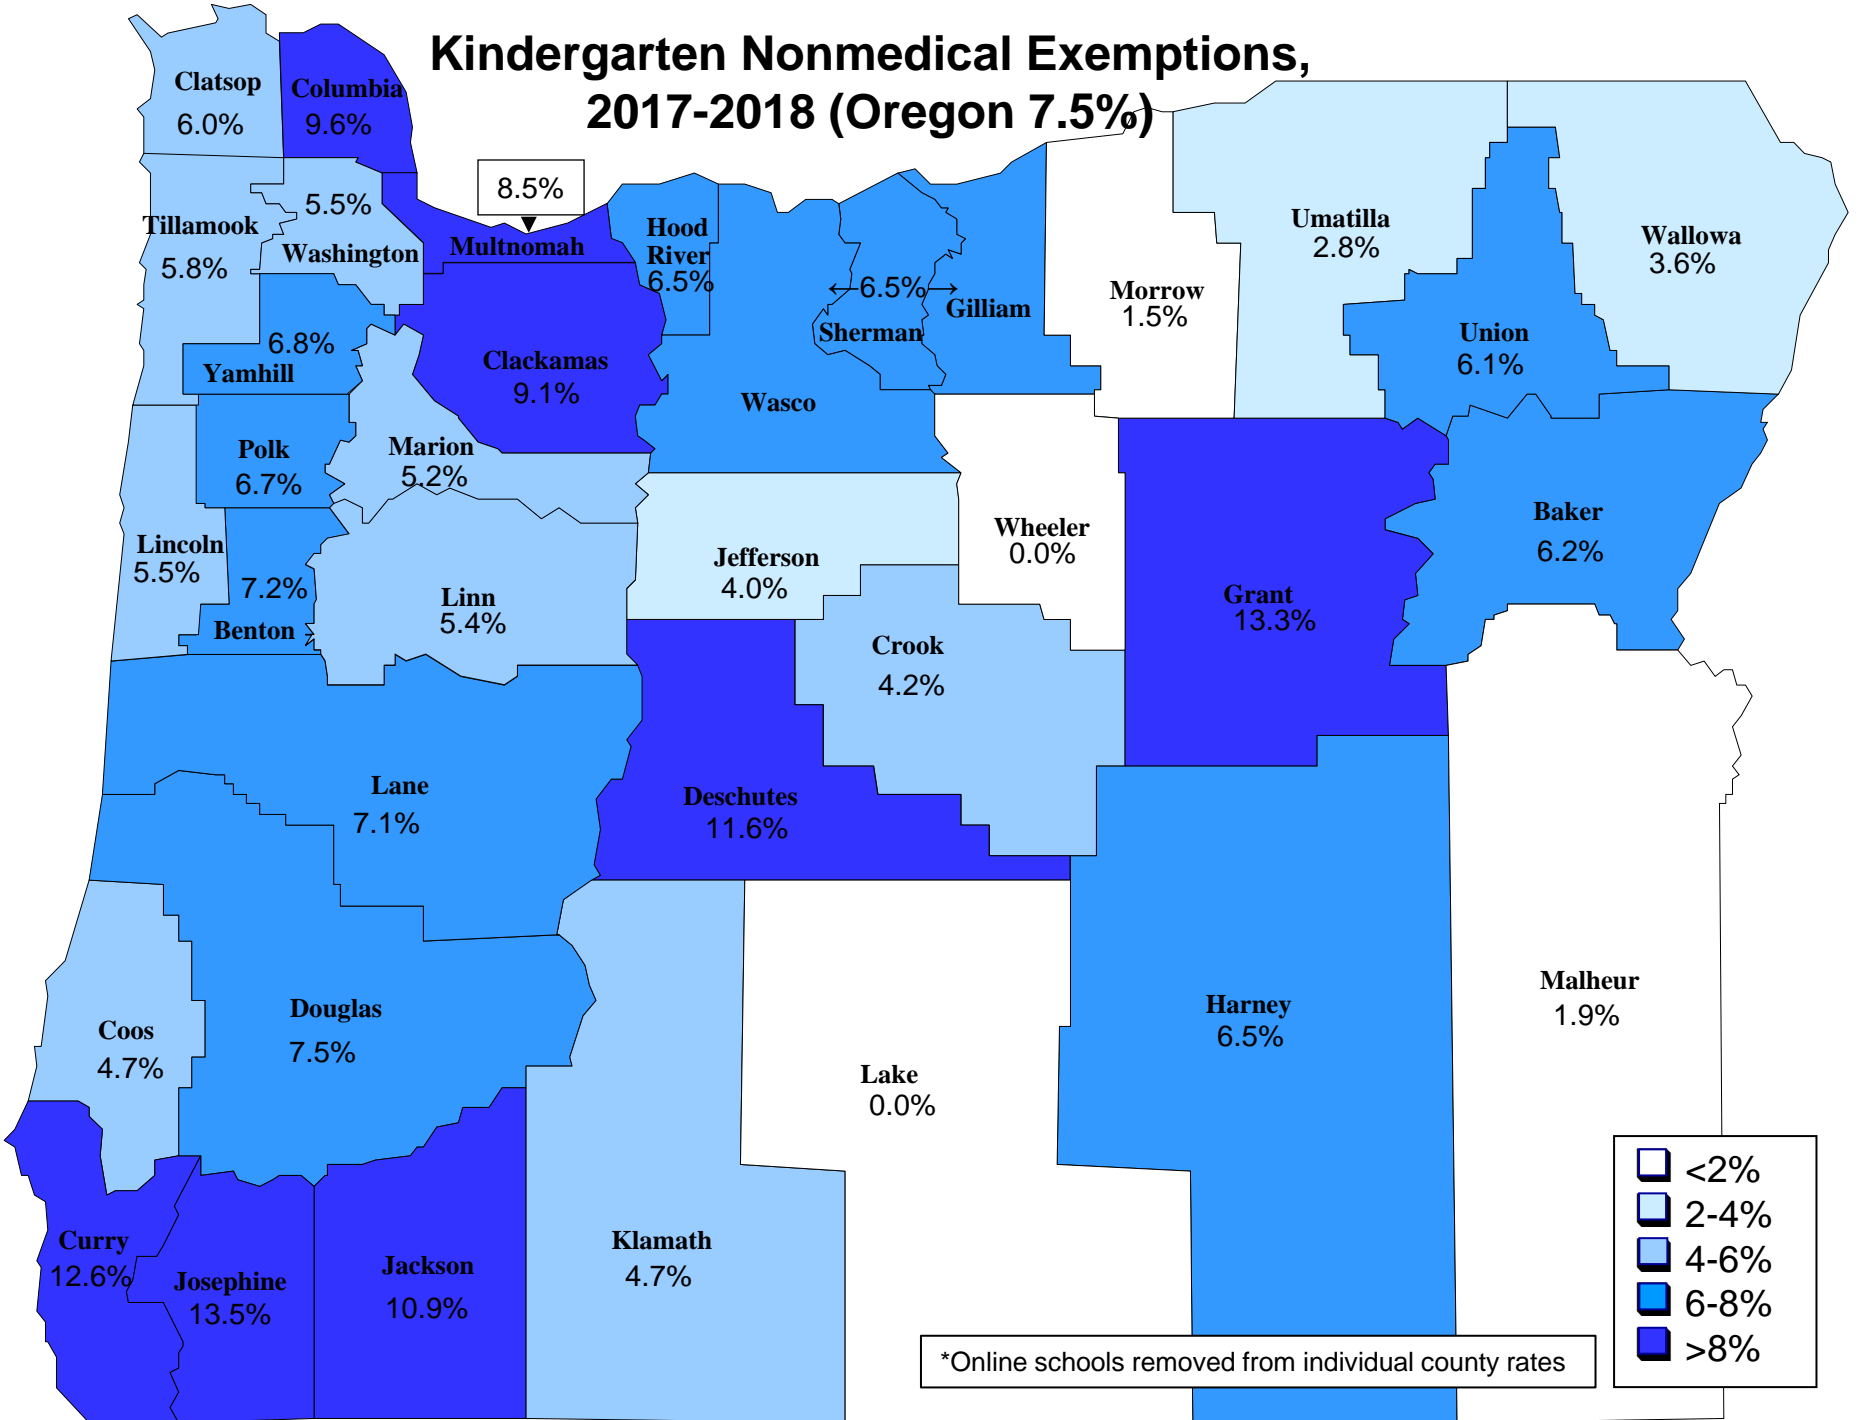 Kindergarten Nonmedical Exemptions,
2017-2018 (Oregon 7.5%)
Clatsop
6.0%
Columbia
9.6%
8.5%
Multnomah
5.5%
Washington
Tillamook
5.8%
Hood
River
6.5%
6.5%
Sherman
Gilliam
Morrow
1.5%
Umatilla
2.8%
Wallowa
3.6%
Union
6.1%
6.8%
Yamhill
Clackamas
9.1%
Wasco
Polk
6.7%
Marion
5.2%
Lincoln
5.5%
7.2%
Benton
Linn
5.4%
Jefferson
4.0%
Wheeler
0.0%
Grant
13.3%
Baker
6.2%
Crook
4.2%
Lane
7.1%
Deschutes
11.6%
Coos
4.7%
Douglas
7.5%
Lake
0.0%
Harney
6.5%
Malheur
1.9%
Curry
12.6%
Josephine
13.5%
Jackson
10.9%
Klamath
4.7%
<2%
2-4%
4-6%
6-8%
>8%
*Online schools removed from individual county rates